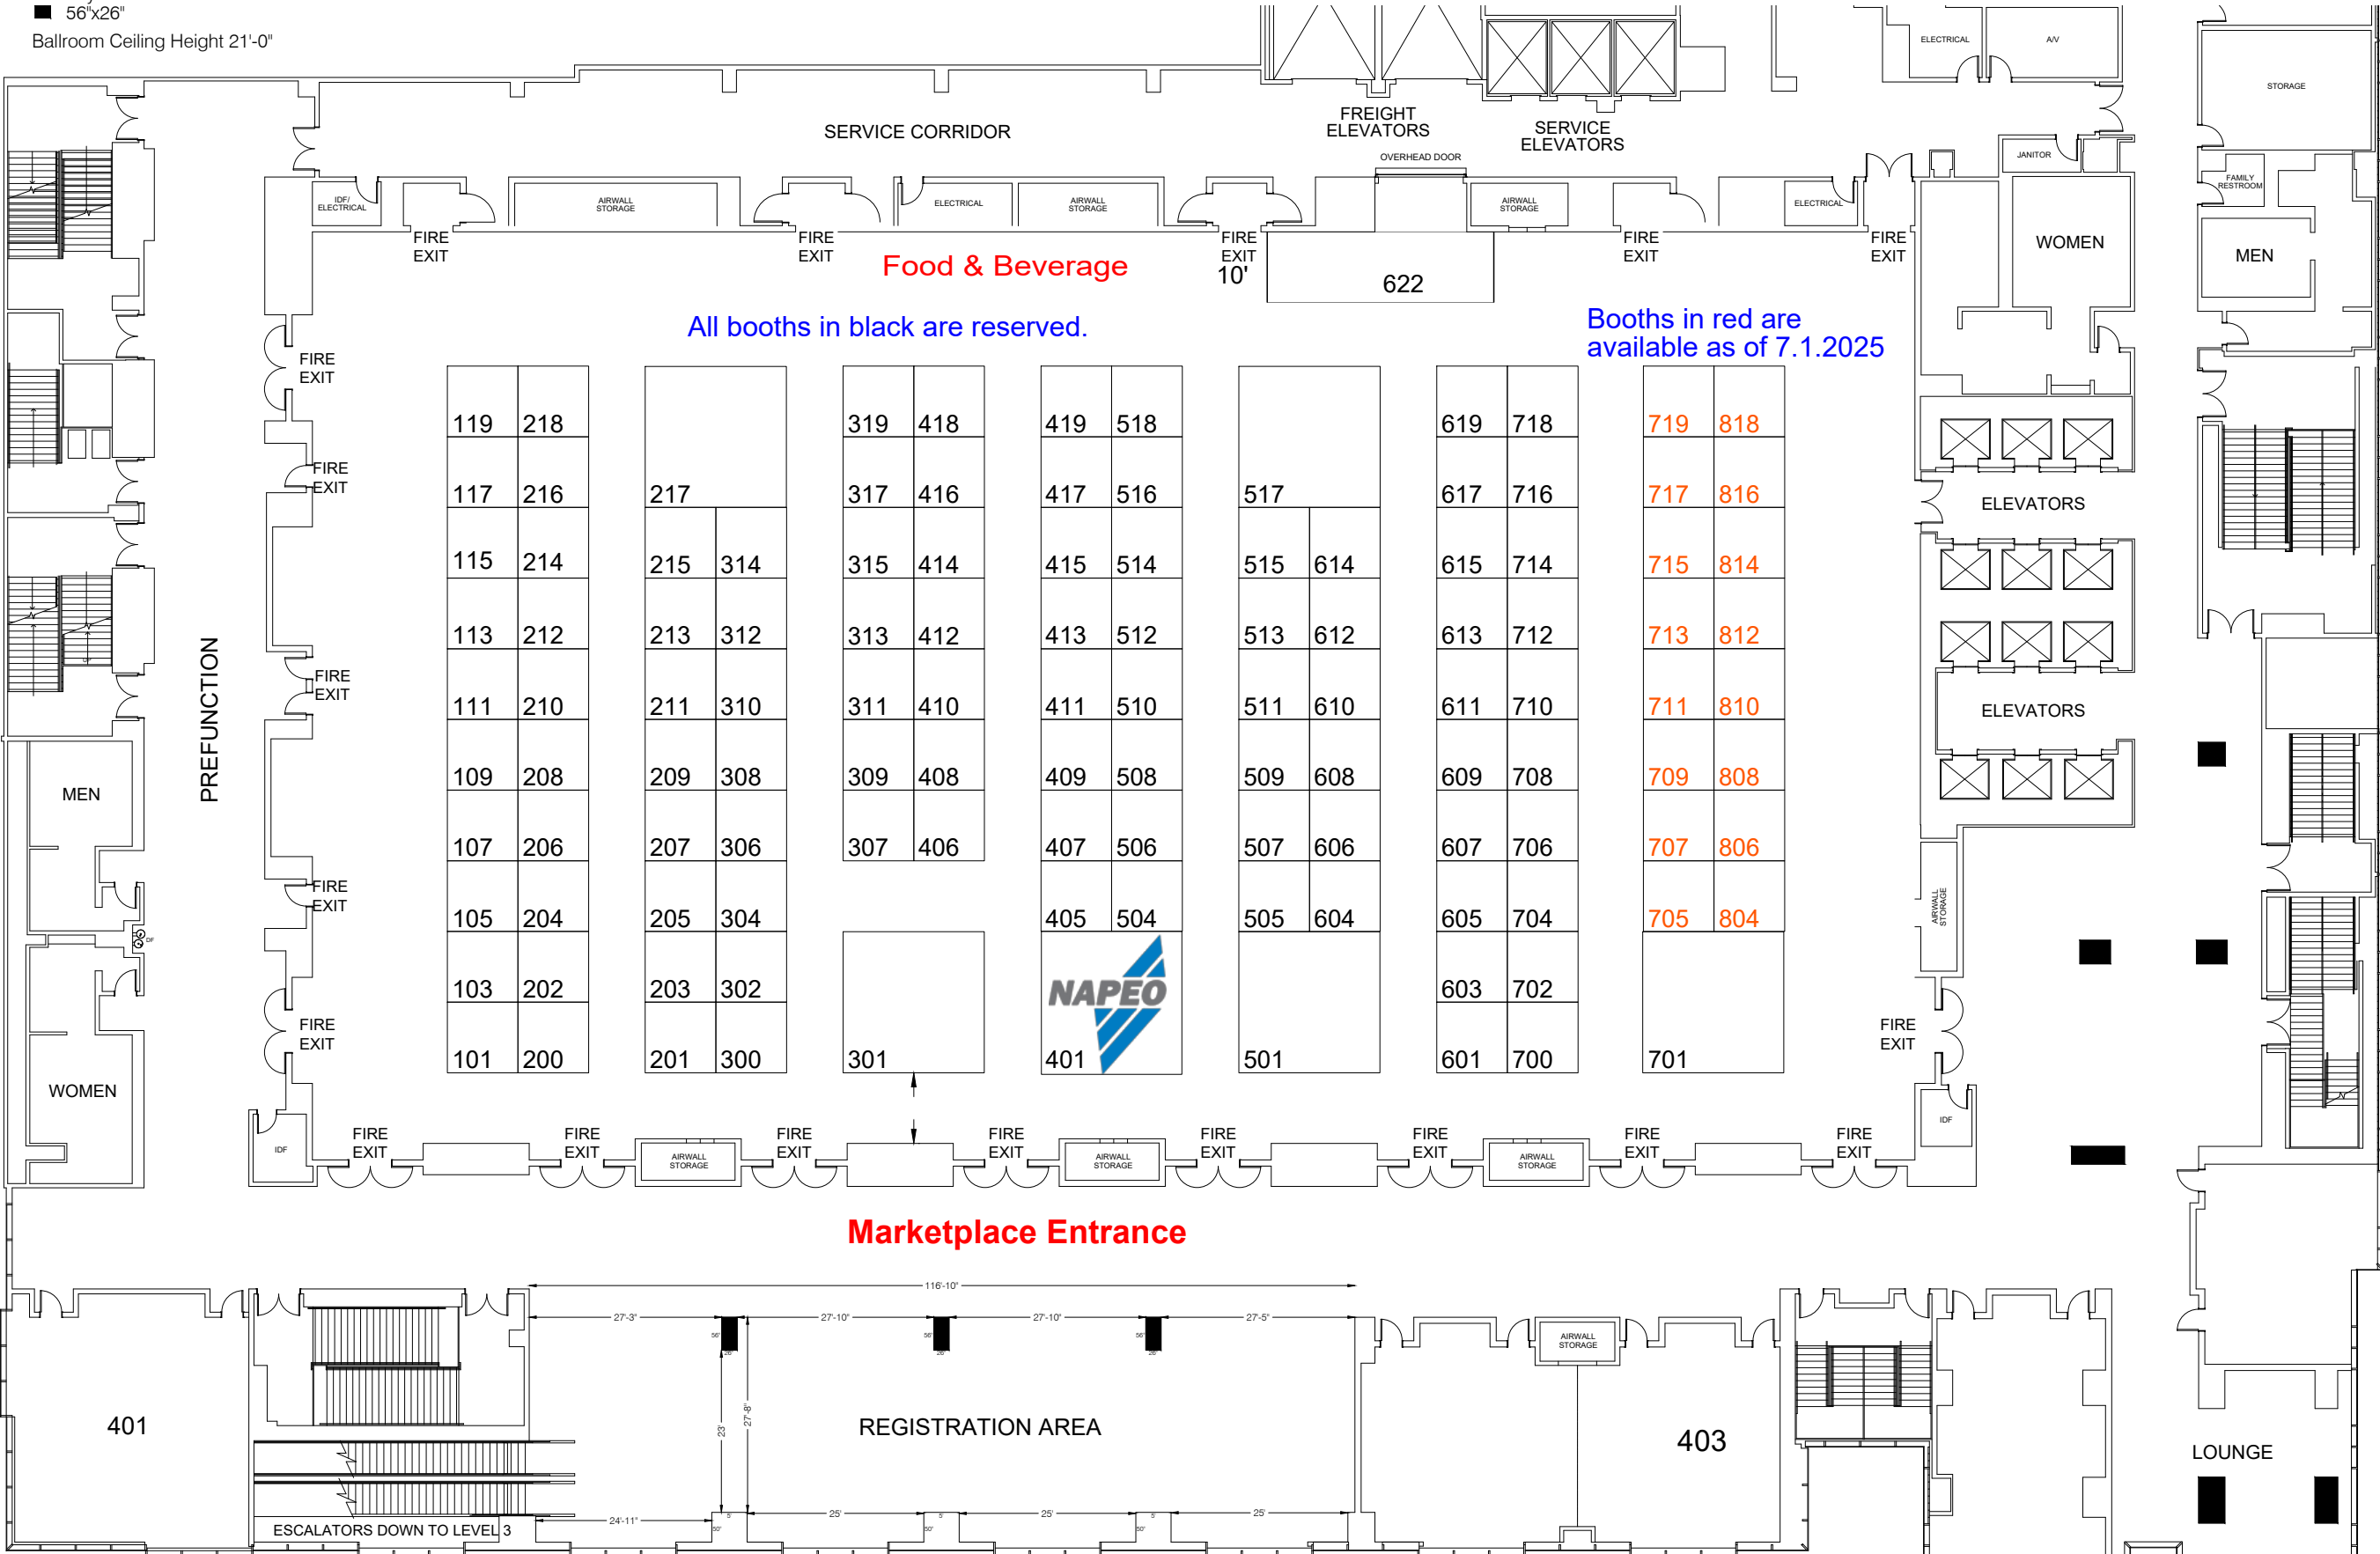 56"x26"
Ballroom Ceiling Height 21'-0"
ELECTRICAL
A/V
STORAGE
SERVICE CORRIDOR
FREIGHT
ELEVATORS
SERVICE
ELEVATORS
OVERHEAD DOOR
JANITOR
FAMILY
RESTROOM
IDF/
ELECTRICAL
AIRWALL
STORAGE
ELECTRICAL
AIRWALL
STORAGE
AIRWALL
STORAGE
ELECTRICAL
FIRE
EXIT
FIRE
EXIT
FIRE
EXIT
FIRE
EXIT
FIRE
EXIT
WOMEN
MEN
Food & Beverage
10'
622
All booths in black are reserved.
Booths in red are
available as of 7.1.2025
FIRE
EXIT
FIRE
EXIT
FIRE
EXIT
FIRE
EXIT
FIRE
EXIT
PREFUNCTION
119 218 319 418 419 518 619 718 719 818
117 216 217 317 416 417 516 517 617 716 717 816
ELEVATORS
115 214 215 314 315 414 415 514 515 614 615 714 715 814
113 212 213 312 313 412 413 512 513 612 613 712 713 812
111 210 211 310 311 410 411 510 511 610 611 710 711 810
ELEVATORS
109 208 209 308 309 408 409 508 509 608 609 708 709 808
MEN
107 206 207 306 307 406 407 506 507 606 607 706 707 806
105 204 205 304 405 504 505 604 605 704 705 804
AIRWALL
STORAGE
DF
103 202 203 302 NAPEO 603 702
101 200 201 300 301 401 501 601 700 701
FIRE
EXIT
WOMEN
IDF
IDF
FIRE
EXIT
FIRE
EXIT
FIRE
EXIT
FIRE
EXIT
FIRE
EXIT
FIRE
EXIT
FIRE
EXIT
FIRE
EXIT
AIRWALL
STORAGE
AIRWALL
STORAGE
AIRWALL
STORAGE
Marketplace Entrance
116'-10"
27'-3"
27'-10"
27'-10"
27'-5"
56"
26"
56"
26"
56"
26"
AIRWALL
STORAGE
23'
27'-8"
401
REGISTRATION AREA
403
LOUNGE
24'-11"
25'
25'
25'
5'
5'
5'
50"
50"
50"
ESCALATORS DOWN TO LEVEL 3